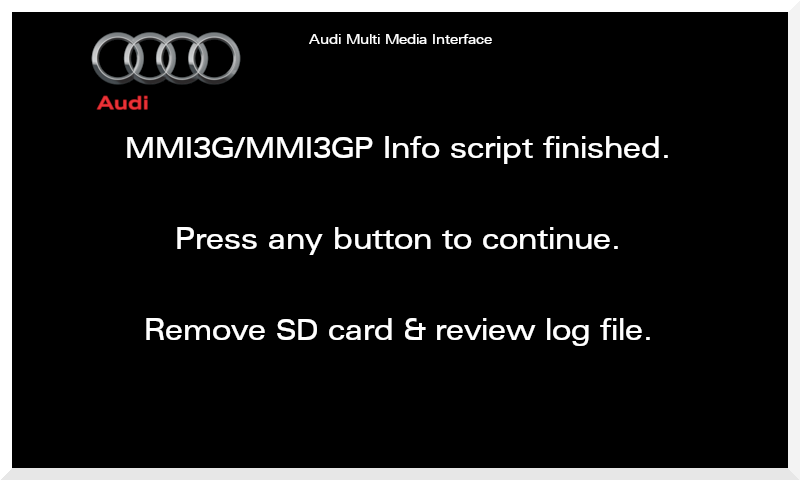 Audi Multi Media Interface
Audi
MMI3G/MMI3GP Info script finished.
Press any button to continue.
Remove SD card & review log file.